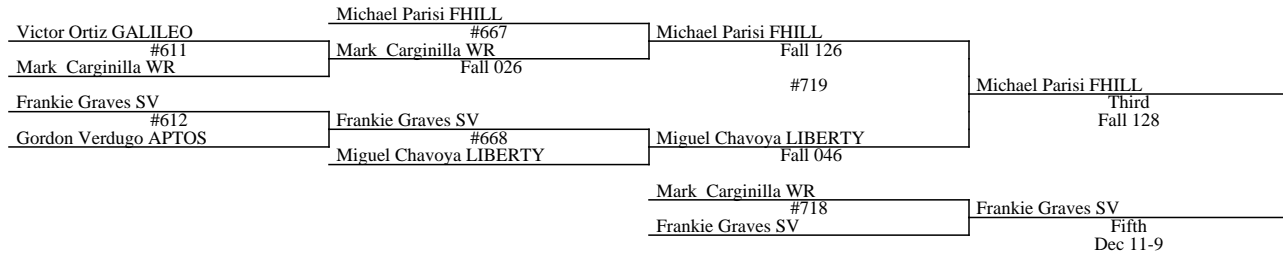 Michael Parisi FHILL
Victor Ortiz GALILEO
#667
Michael Parisi FHILL
#611
Mark Carginilla WR
Fall 126
Mark Carginilla WR
Fall 026
#719
Michael Parisi FHILL
Frankie Graves SV
Third
#612
Frankie Graves SV
Fall 128
Gordon Verdugo APTOS
#668
Miguel Chavoya LIBERTY
Miguel Chavoya LIBERTY
Fall 046
Mark Carginilla WR
#718
Frankie Graves SV
Frankie Graves SV
Fifth
Dec 11-9